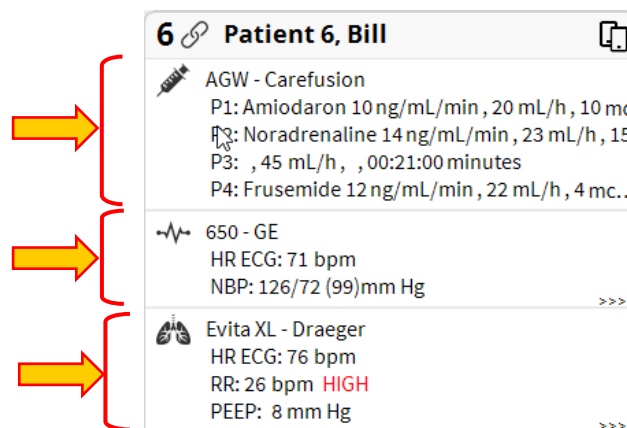 6 Patient 6, Bill
AGW - Carefusion
P1: Amiodaron 10 ng/mL/min , 20 mL/h , 10 mc
P2: Noradrenaline 14 ng/mL/min , 23 mL/h , 15
P3: , 45 mL/h , , 00:21:00 minutes
P4: Frusemide 12 ng/mL/min , 22 mL/h , 4 mc..
650 - GE
HR ECG: 71 bpm
NBP: 126/72 (99)mm Hg
>>>
Evita XL - Draeger
HR ECG: 76 bpm
RR: 26 bpm HIGH
PEEP: 8 mm Hg
>>>